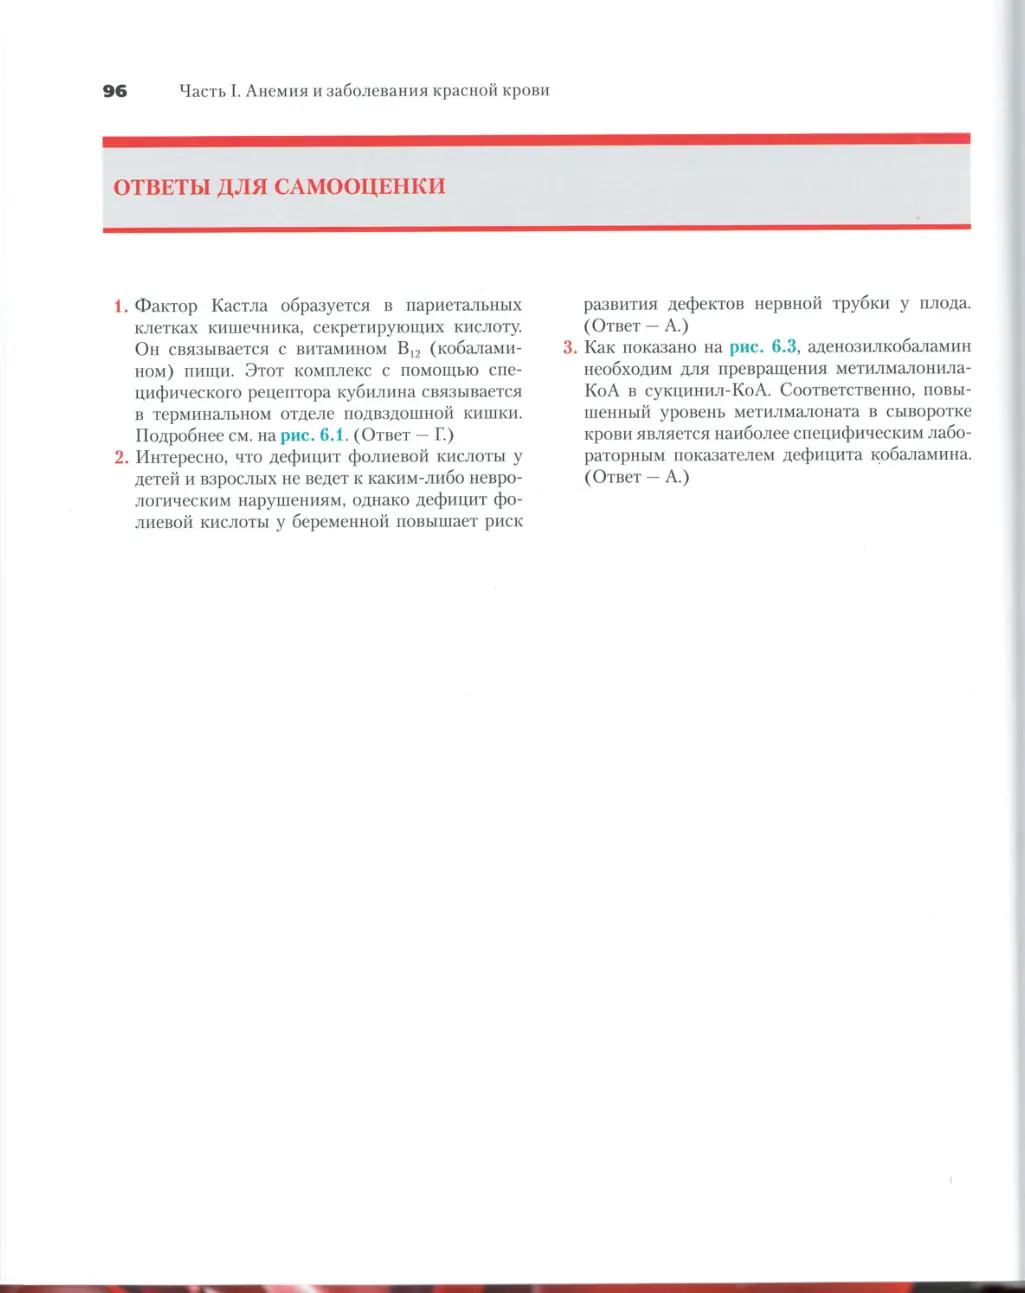 96 Часть I. Анемия и заболевания красной крови
ОТВЕТЫ ДЛЯ САМООЦЕНКИ
1. Фактор Кастла образуется в париетальных
клетках кишечника, секретирующих кислоту.
Он связывается с витамином B₁₂ (кобалами-
ном) пищи. Этот комплекс с помощью спе-
цифического рецептора кубилина связывается
в терминальном отделе подвздошной кишки.
Подробнее см. на рис. 6.1. (Ответ — Г.)
2. Интересно, что дефицит фолиевой кислоты у
детей и взрослых не ведет к каким-либо невро-
логическим нарушениям, однако дефицит фо-
лиевой кислоты у беременной повышает риск
развития дефектов нервной трубки у плода.
(Ответ — А.)
3. Как показано на рис. 6.3, аденозилкобаламин
необходим для превращения метилмалонила-
КоА в сукцинил-КоА. Соответственно, повы-
шенный уровень метилмалоната в сыворотке
крови является наиболее специфическим лабо-
раторным показателем дефицита кобаламина.
(Ответ — А.)